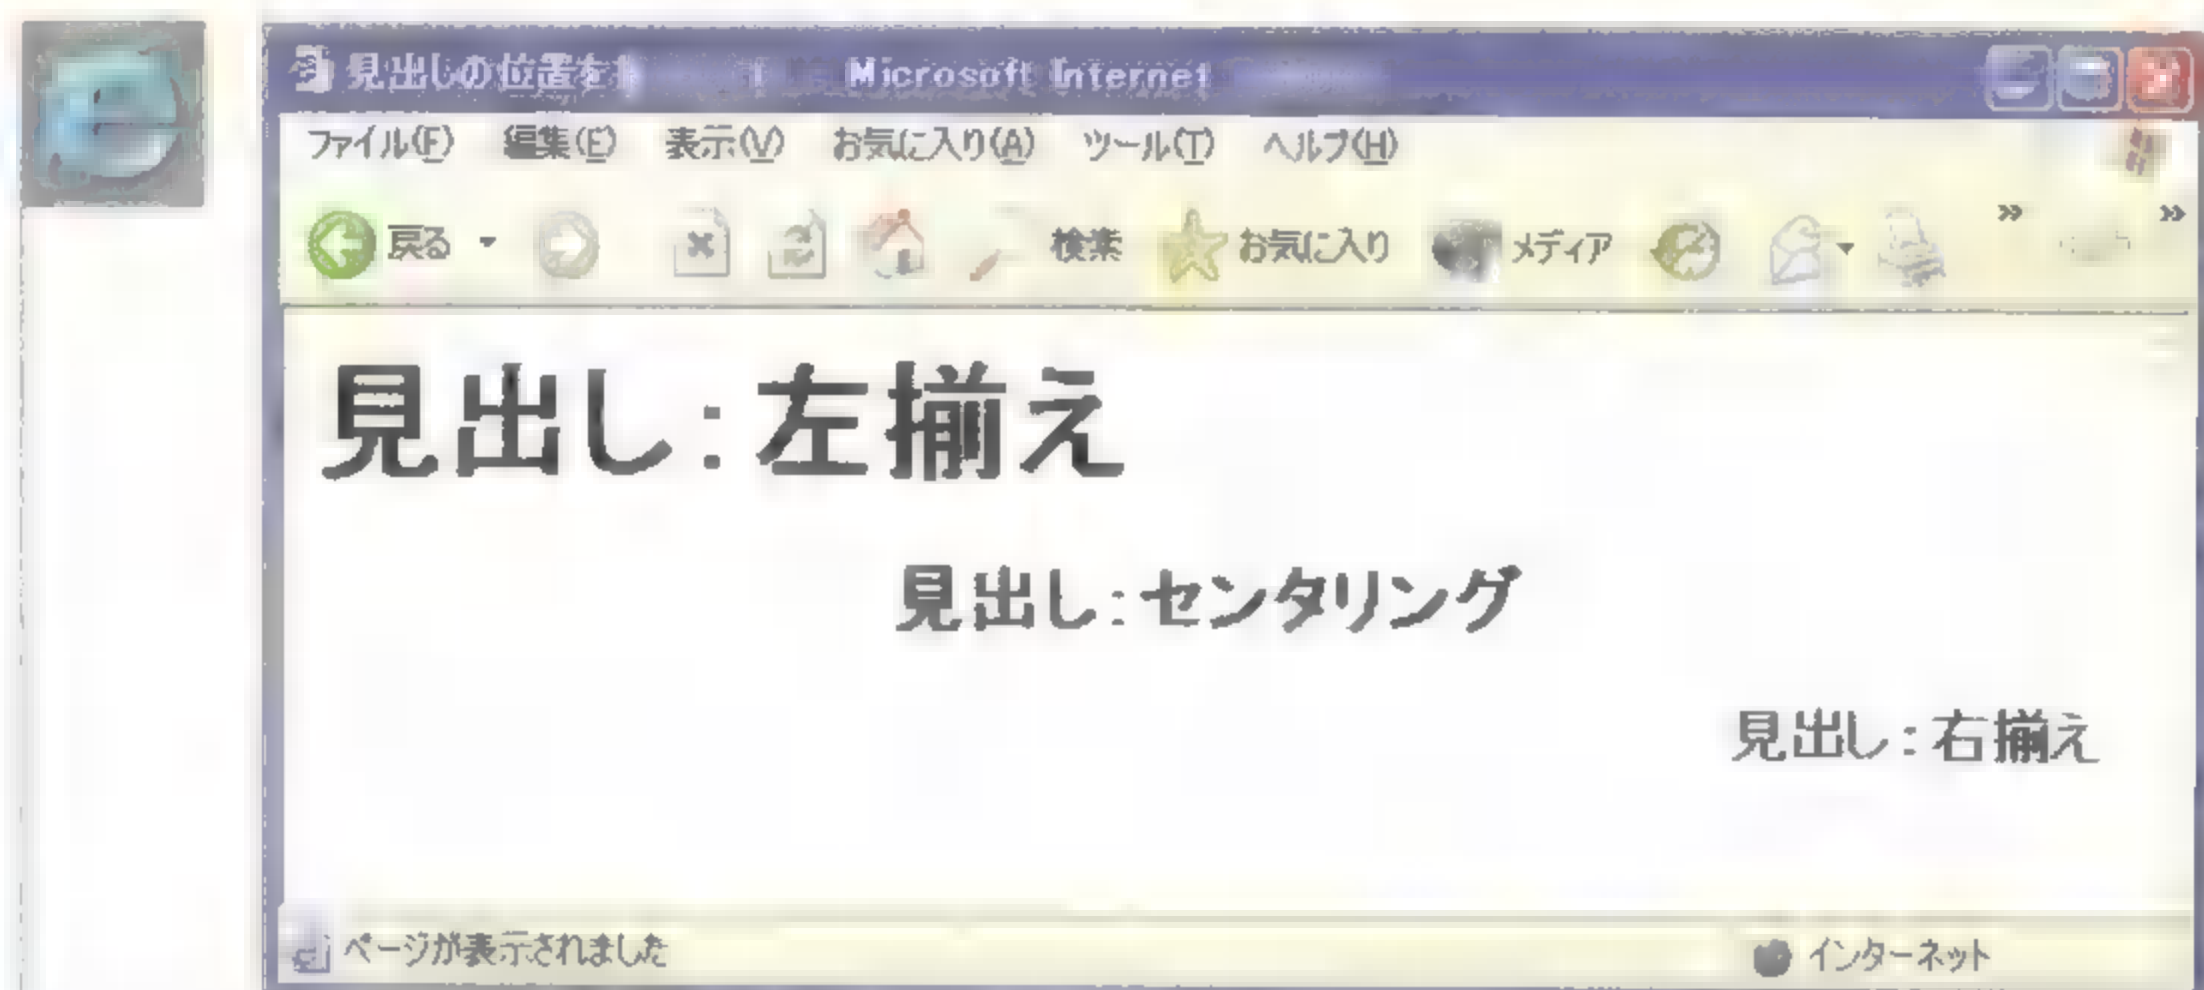 見出しの位置を Microsoft Internet
ファイル(F) 編集(E) 表示(V) お気に入り(A) ツール(T) ヘルプ(H)
戻る 検索 お気に入り メディア
見出し:左揃え
見出し:センタリング
見出し:右揃え
ページが表示されました インターネット